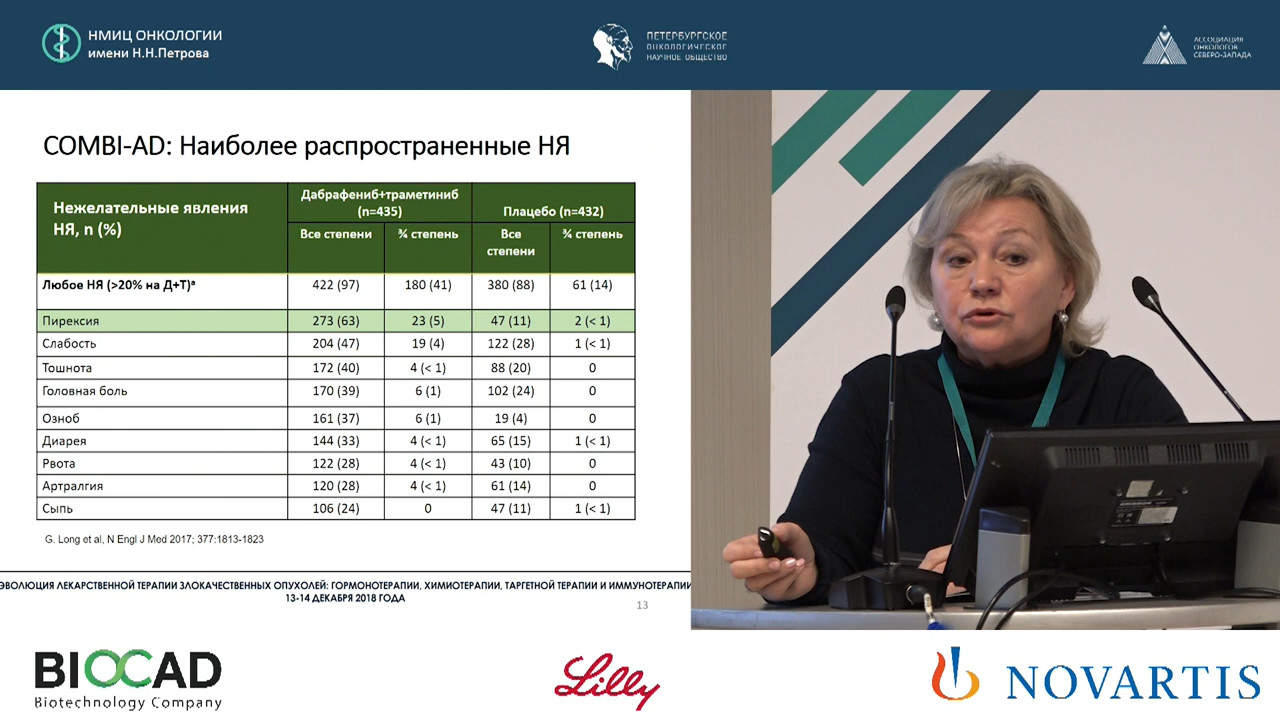 НМИЦ ОНКОЛОГИИ
имени Н.Н.Петрова
ПЕТЕРБУРГСКОЕ
ОНКОЛОГИЧЕСКОЕ
НАУЧНОЕ ОБЩЕСТВО
АССОЦИАЦИЯ
ОНКОЛОГОВ
СЕВЕРО-ЗАПАДА
COMBI-AD: Наиболее распространенные НЯ
Нежелательные явления НЯ, n (%) Дабрафениб+траметиниб (n=435) Плацебо (n=432)
Все степени ¾ степень Все степени ¾ степень
Любое НЯ (>20% на Д+Т)ᵃ 422 (97) 180 (41) 380 (88) 61 (14)
Пирексия 273 (63) 23 (5) 47 (11) 2 (< 1)
Слабость 204 (47) 19 (4) 122 (28) 1 (< 1)
Тошнота 172 (40) 4 (< 1) 88 (20) 0
Головная боль 170 (39) 6 (1) 102 (24) 0
Озноб 161 (37) 6 (1) 19 (4) 0
Диарея 144 (33) 4 (< 1) 65 (15) 1 (< 1)
Рвота 122 (28) 4 (< 1) 43 (10) 0
Артралгия 120 (28) 4 (< 1) 61 (14) 0
Сыпь 106 (24) 0 47 (11) 1 (< 1)
G. Long et al, N Engl J Med 2017; 377:1813-1823
ЭВОЛЮЦИЯ ЛЕКАРСТВЕННОЙ ТЕРАПИИ ЗЛОКАЧЕСТВЕННЫХ ОПУХОЛЕЙ: ГОРМОНОТЕРАПИИ, ХИМИОТЕРАПИИ, ТАРГЕТНОЙ ТЕРАПИИ И ИММУНОТЕРАПИИ
13-14 ДЕКАБРЯ 2018 ГОДА
13
BIOCAD
Biotechnology Company
Lilly
NOVARTIS